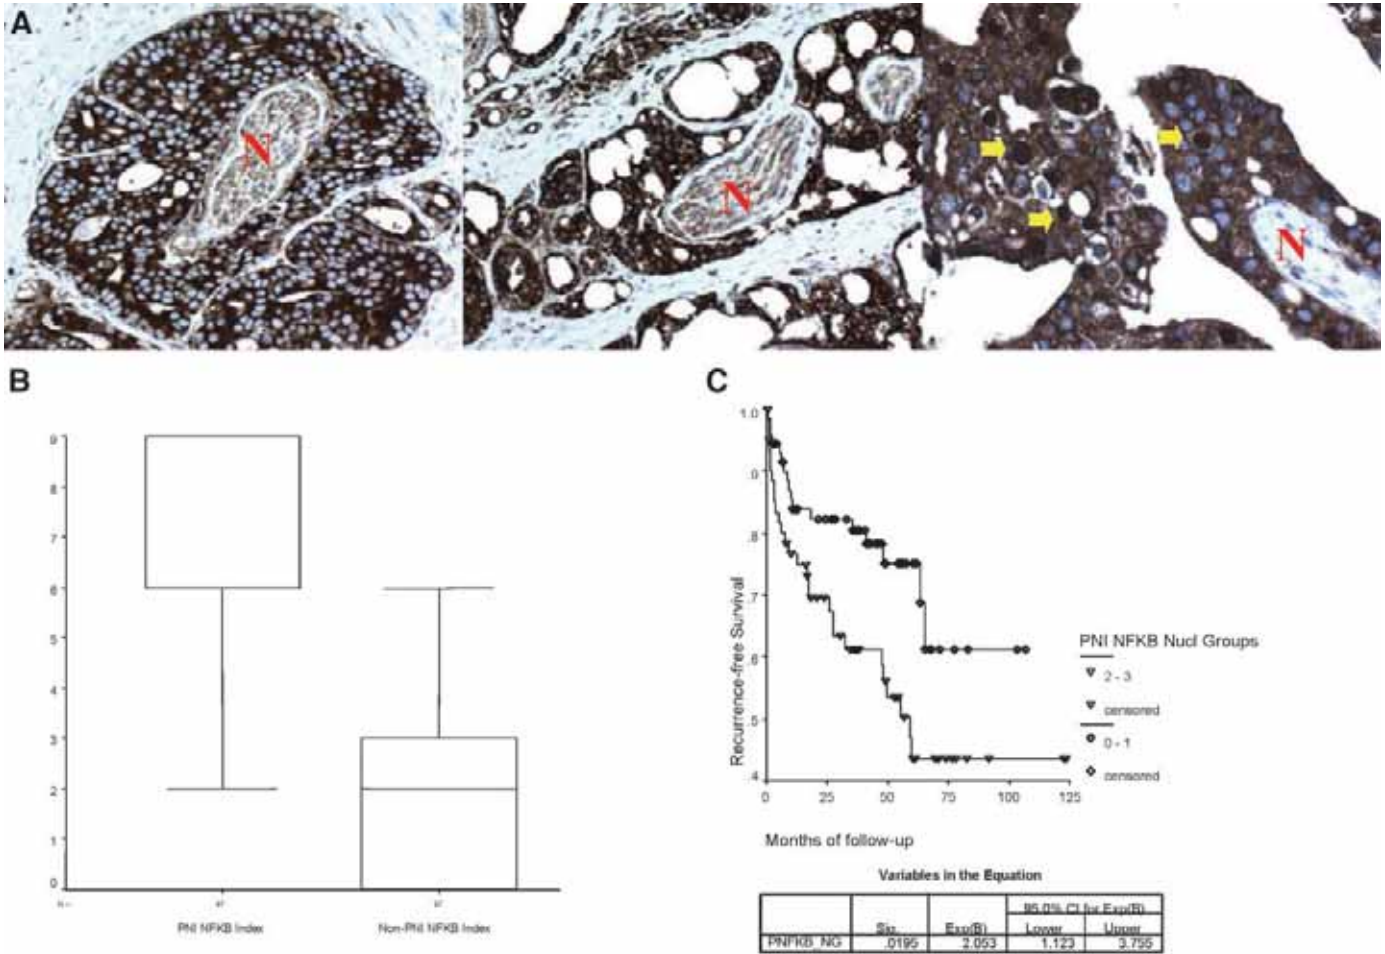 A
N
N
N
B
9
8
7
6
5
4
3
2
1
0
PNI NFKB Index
Non-PNI NFKB Index
C
1.0
.0
.8
.7
.6
.5
.4
Recurrence-free Survival
0
25
50
75
100
125
Months of follow-up
PNI NFKB Nucl Groups
2 - 3
censored
0 - 1
censored
Variables in the Equation
95.0% CI for Exp(B)
Sig. Exp(B) Lower Upper
PNFKB_NG .0195 2.053 1.123 3.755